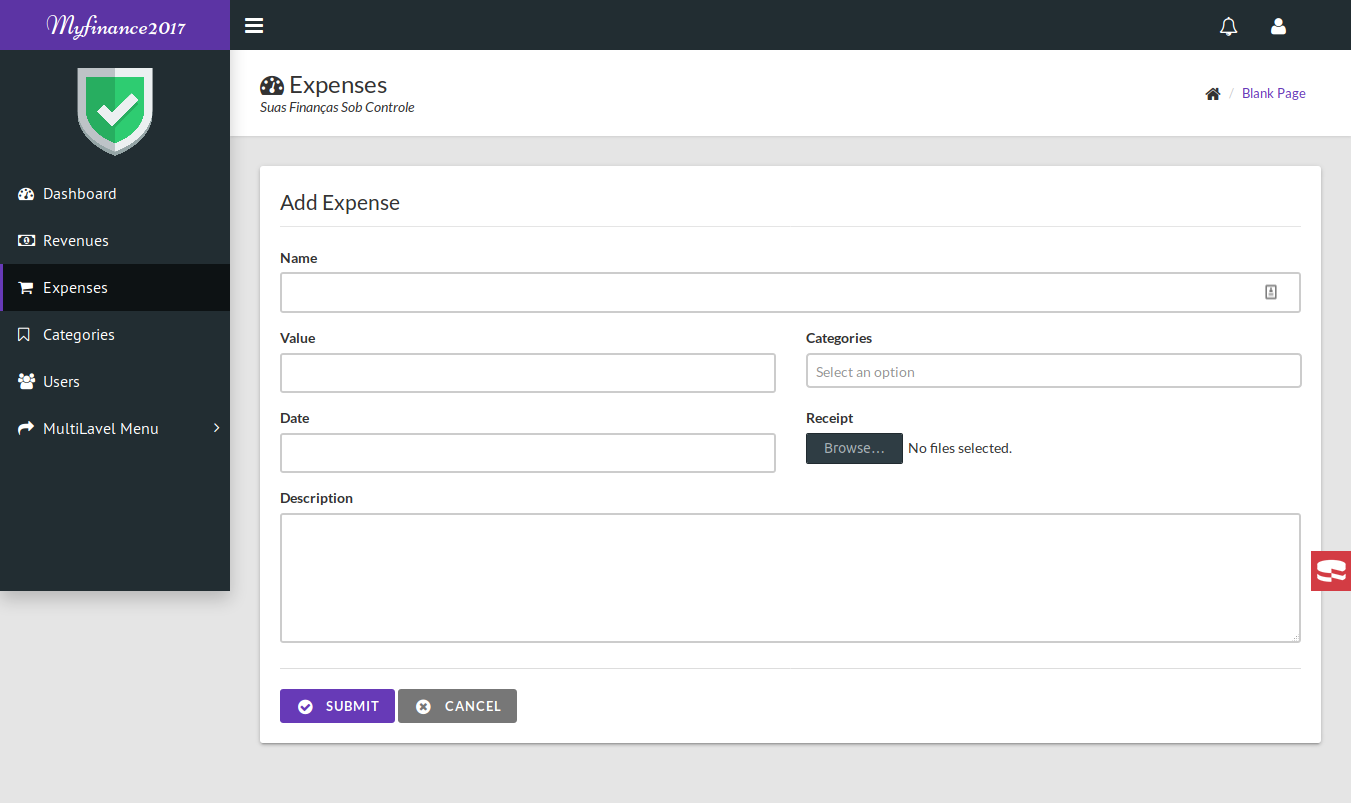 Myfinance2017
Expenses
Suas Finanças Sob Controle
/ Blank Page
Dashboard
Revenues
Expenses
Categories
Users
MultiLavel Menu
Add Expense
Name
Value
Categories
Select an option
Date
Receipt
Browse... No files selected.
Description
SUBMIT
CANCEL